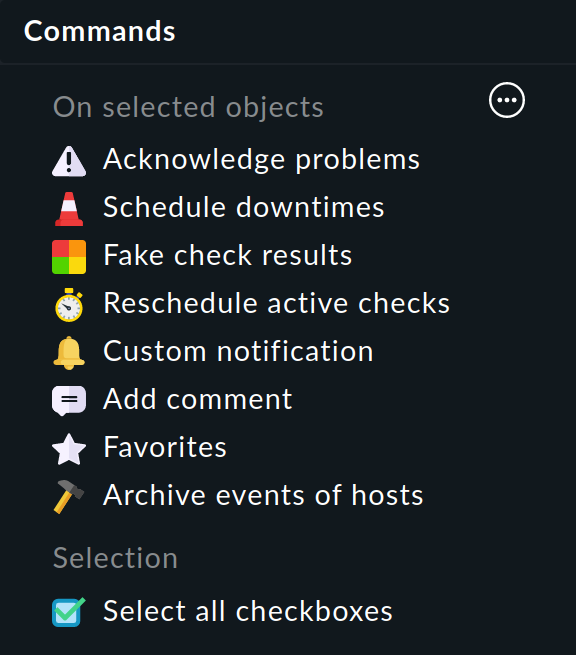 Commands
On selected objects
Acknowledge problems
Schedule downtimes
Fake check results
Reschedule active checks
Custom notification
Add comment
Favorites
Archive events of hosts
Selection
Select all checkboxes